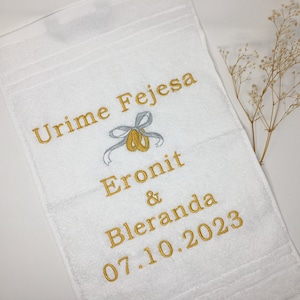 Urime Fejesa
Eronit
&
Bleranda
07.10.2023